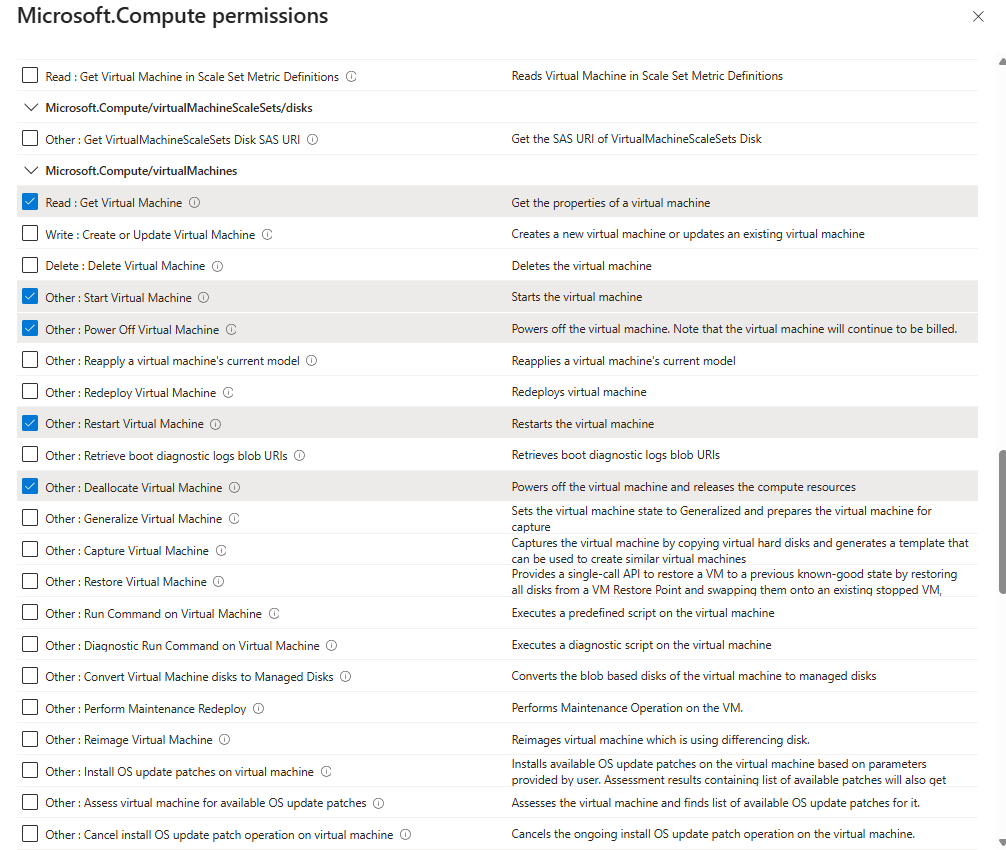 Microsoft.Compute permissions
Read : Get Virtual Machine in Scale Set Metric Definitions
Reads Virtual Machine in Scale Set Metric Definitions
Microsoft.Compute/virtualMachineScaleSets/disks
Other : Get VirtualMachineScaleSets Disk SAS URI
Get the SAS URI of VirtualMachineScaleSets Disk
Microsoft.Compute/virtualMachines
Read : Get Virtual Machine
Get the properties of a virtual machine
Write : Create or Update Virtual Machine
Creates a new virtual machine or updates an existing virtual machine
Delete : Delete Virtual Machine
Deletes the virtual machine
Other : Start Virtual Machine
Starts the virtual machine
Other : Power Off Virtual Machine
Powers off the virtual machine. Note that the virtual machine will continue to be billed.
Other : Reapply a virtual machine's current model
Reapplies a virtual machine's current model
Other : Redeploy Virtual Machine
Redeploys virtual machine
Other : Restart Virtual Machine
Restarts the virtual machine
Other : Retrieve boot diagnostic logs blob URIs
Retrieves boot diagnostic logs blob URIs
Other : Deallocate Virtual Machine
Powers off the virtual machine and releases the compute resources
Other : Generalize Virtual Machine
Sets the virtual machine state to Generalized and prepares the virtual machine for
capture
Other : Capture Virtual Machine
Captures the virtual machine by copying virtual hard disks and generates a template that
can be used to create similar virtual machines
Other : Restore Virtual Machine
Provides a single-call API to restore a VM to a previous known-good state by restoring
all disks from a VM Restore Point and swapping them onto an existing stopped VM,
Other : Run Command on Virtual Machine
Executes a predefined script on the virtual machine
Other : Diagnostic Run Command on Virtual Machine
Executes a diagnostic script on the virtual machine
Other : Convert Virtual Machine disks to Managed Disks
Converts the blob based disks of the virtual machine to managed disks
Other : Perform Maintenance Redeploy
Performs Maintenance Operation on the VM.
Other : Reimage Virtual Machine
Reimages virtual machine which is using differencing disk.
Other : Install OS update patches on virtual machine
Installs available OS update patches on the virtual machine based on parameters
provided by user. Assessment results containing list of available patches will also get
Other : Assess virtual machine for available OS update patches
Assesses the virtual machine and finds list of available OS update patches for it.
Other : Cancel install OS update patch operation on virtual machine
Cancels the ongoing install OS update patch operation on the virtual machine.